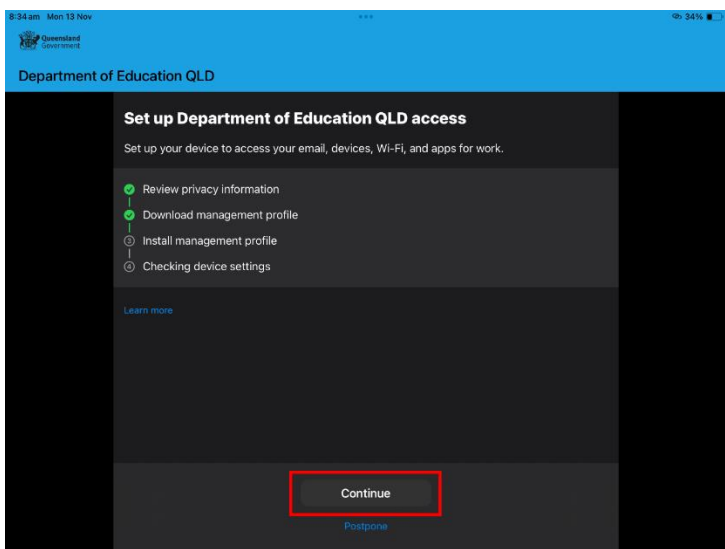 8:34 am Mon 13 Nov
34%
Queensland
Government
Department of Education QLD
Set up Department of Education QLD access
Set up your device to access your email, devices, Wi-Fi, and apps for work.
Review privacy information
Download management profile
3 Install management profile
4 Checking device settings
Learn more
Continue
Postpone